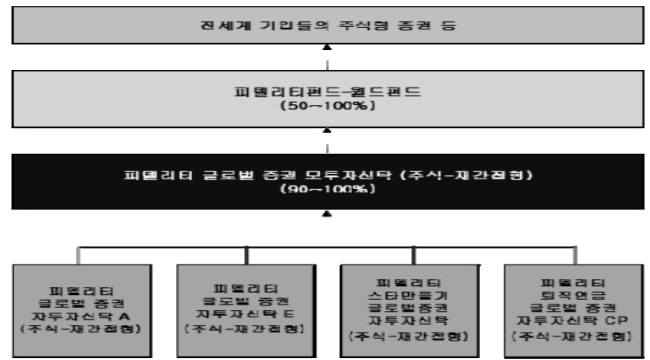 전세계 기업들의 주식형 증권 등
피델리티펀드-월드펀드
(50~100%)
피델리티 글로벌 증권 모투자신탁 (주식-재간접형)
(90~100%)
피델리티
글로벌 증권
자투자신탁 A
(주식-재간접형)
피델리티
글로벌 증권
자투자신탁 E
(주식-재간접형)
피델리티
스타만들기
글로벌증권
자투자신탁
(주식-재간접형)
피델리티
퇴직연금
글로벌 증권
자투자신탁 CP
(주식-재간접형)